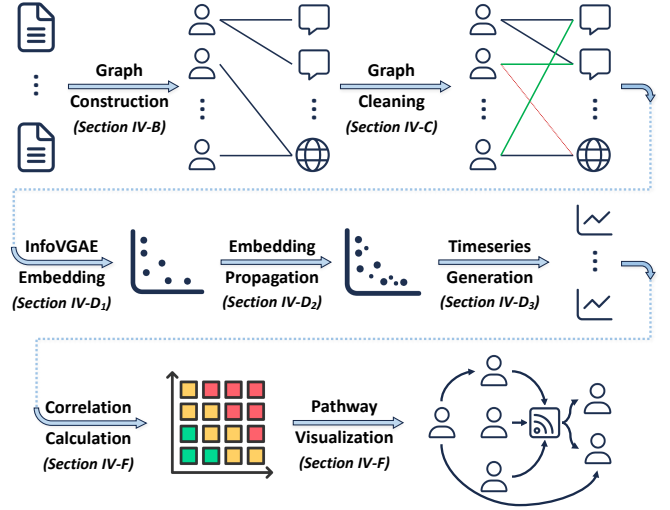 Graph
Construction
(Section IV-B)
Graph
Cleaning
(Section IV-C)
InfoVGAE
Embedding
(Section IV-D₁)
Embedding
Propagation
(Section IV-D₂)
Timeseries
Generation
(Section IV-D₃)
Correlation
Calculation
(Section IV-F)
Pathway
Visualization
(Section IV-F)